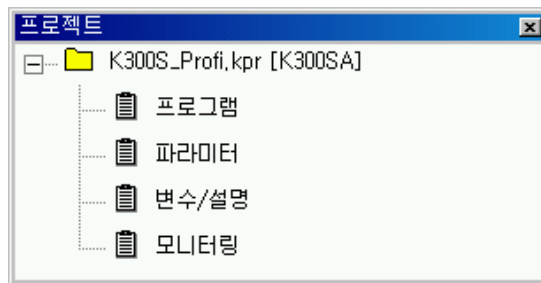 프로젝트
K300S_Profi.kpr [K300SA]
프로그램
파라미터
변수/설명
모니터링